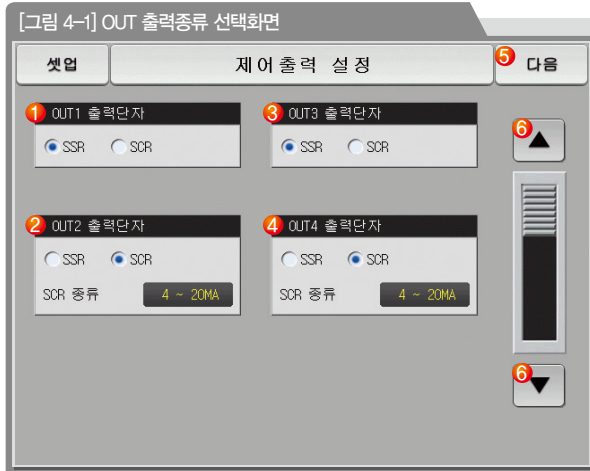 [그림 4-1] OUT 출력종류 선택화면
셋업
제어출력 설정
5 다음
1 OUT1 출력단자
SSR SCR
3 OUT3 출력단자
SSR SCR
6
2 OUT2 출력단자
SSR SCR
SCR 종류 4 ~ 20MA
4 OUT4 출력단자
SSR SCR
SCR 종류 4 ~ 20MA
6